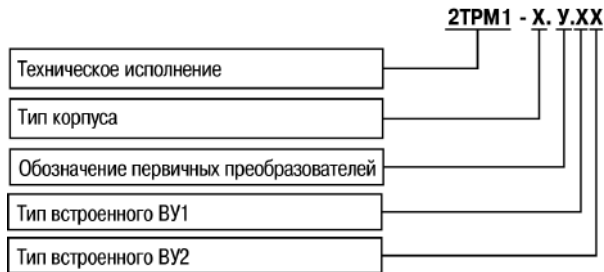 2ТРМ1 - Х. У.ХХ
Техническое исполнение
Тип корпуса
Обозначение первичных преобразователей
Тип встроенного ВУ1
Тип встроенного ВУ2